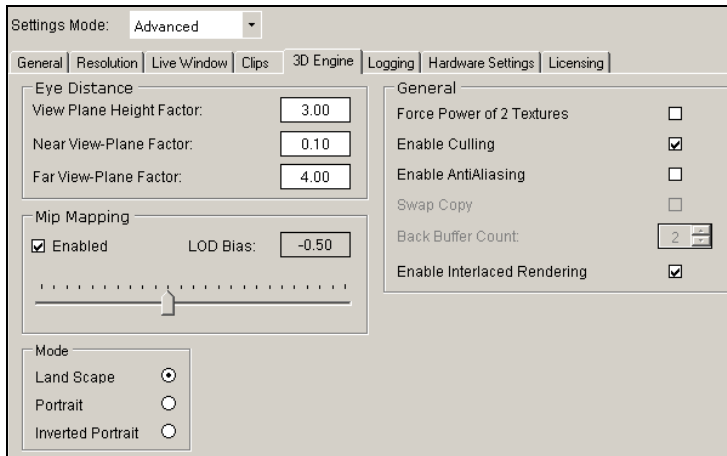 Settings Mode: Advanced
General Resolution Live Window Clips 3D Engine Logging Hardware Settings Licensing
Eye Distance
View Plane Height Factor: 3.00
Near View-Plane Factor: 0.10
Far View-Plane Factor: 4.00
Mip Mapping
Enabled LOD Bias: -0.50
Mode
Land Scape
Portrait
Inverted Portrait
General
Force Power of 2 Textures
Enable Culling
Enable AntiAliasing
Swap Copy
Back Buffer Count: 2
Enable Interlaced Rendering